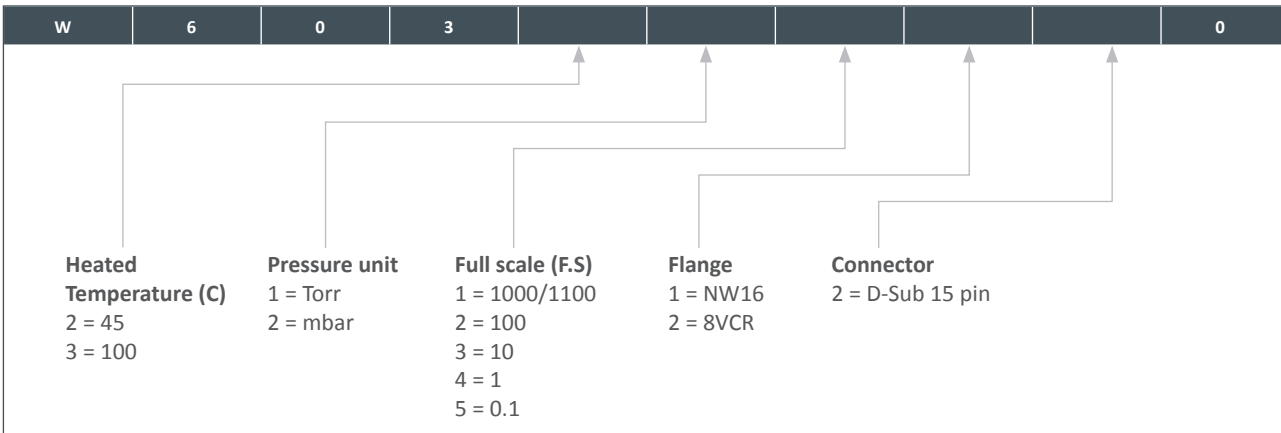 W 6 0 3 0
Heated
Temperature (C)
2 = 45
3 = 100
Pressure unit
1 = Torr
2 = mbar
Full scale (F.S)
1 = 1000/1100
2 = 100
3 = 10
4 = 1
5 = 0.1
Flange
1 = NW16
2 = 8VCR
Connector
2 = D-Sub 15 pin